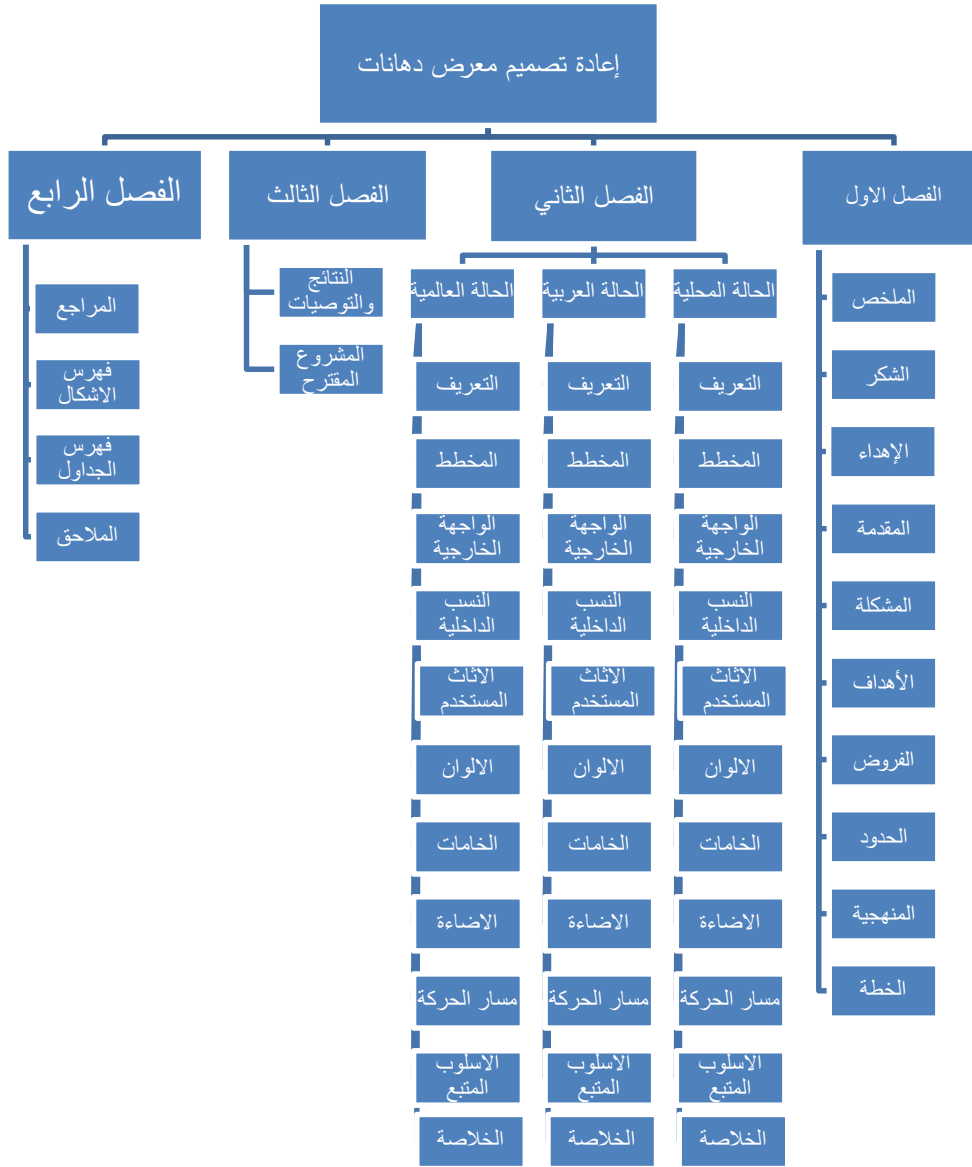 إعادة تصميم معرض دهانات
الفصل الاول
الملخص
الشكر
الإهداء
المقدمة
المشكلة
الأهداف
الفروض
الحدود
المنهجية
الخطة
الفصل الثاني
الحالة المحلية
التعريف
المخطط
الواجهة
الخارجية
النسب
الداخلية
الاثاث
المستخدم
الالوان
الخامات
الاضاءة
مسار الحركة
الاسلوب
المتبع
الخلاصة
الحالة العربية
التعريف
المخطط
الواجهة
الخارجية
النسب
الداخلية
الاثاث
المستخدم
الالوان
الخامات
الاضاءة
مسار الحركة
الاسلوب
المتبع
الخلاصة
الحالة العالمية
التعريف
المخطط
الواجهة
الخارجية
النسب
الداخلية
الاثاث
المستخدم
الالوان
الخامات
الاضاءة
مسار الحركة
الاسلوب
المتبع
الخلاصة
الفصل الثالث
النتائج
والتوصيات
المشروع
المقترح
الفصل الرابع
المراجع
فهرس
الاشكال
فهرس
الجداول
الملاحق